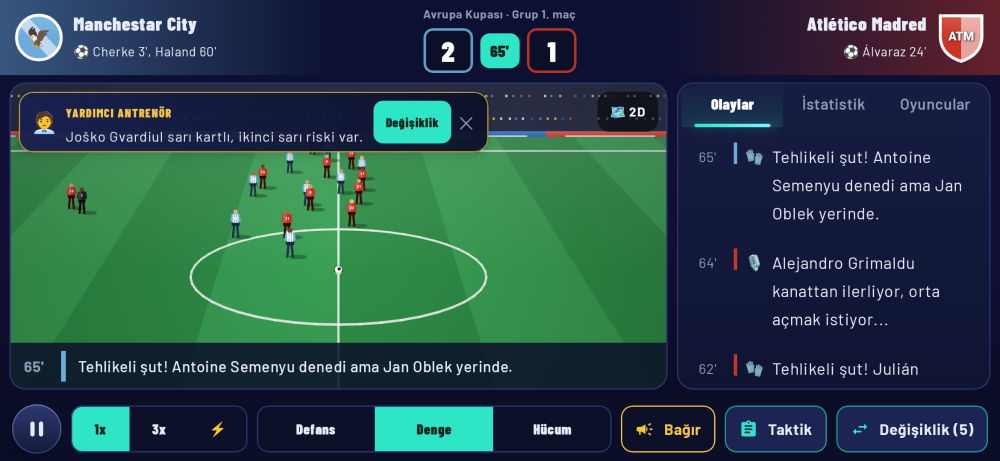 Manchestar City
Cherke 3', Haland 60'
Avrupa Kupası · Grup 1. maç
2
65'
1
Atlético Madred
Álvaraz 24'
ATM
YARDIMCI ANTRENÖR
Joško Gvardiul sarı kartlı, ikinci sarı riski var.
Değişiklik
2D
65'
Tehlikeli şut! Antoine Semenyu denedi ama Jan Oblek yerinde.
Olaylar
İstatistik
Oyuncular
65'
Tehlikeli şut! Antoine
Semenyu denedi ama Jan
Oblek yerinde.
64'
Alejandro Grimaldu
kanattan ilerliyor, orta
açmak istiyor...
62'
Tehlikeli şut! Julián
1x
3x
Defans
Denge
Hücum
Bağır
Taktik
Değişiklik (5)